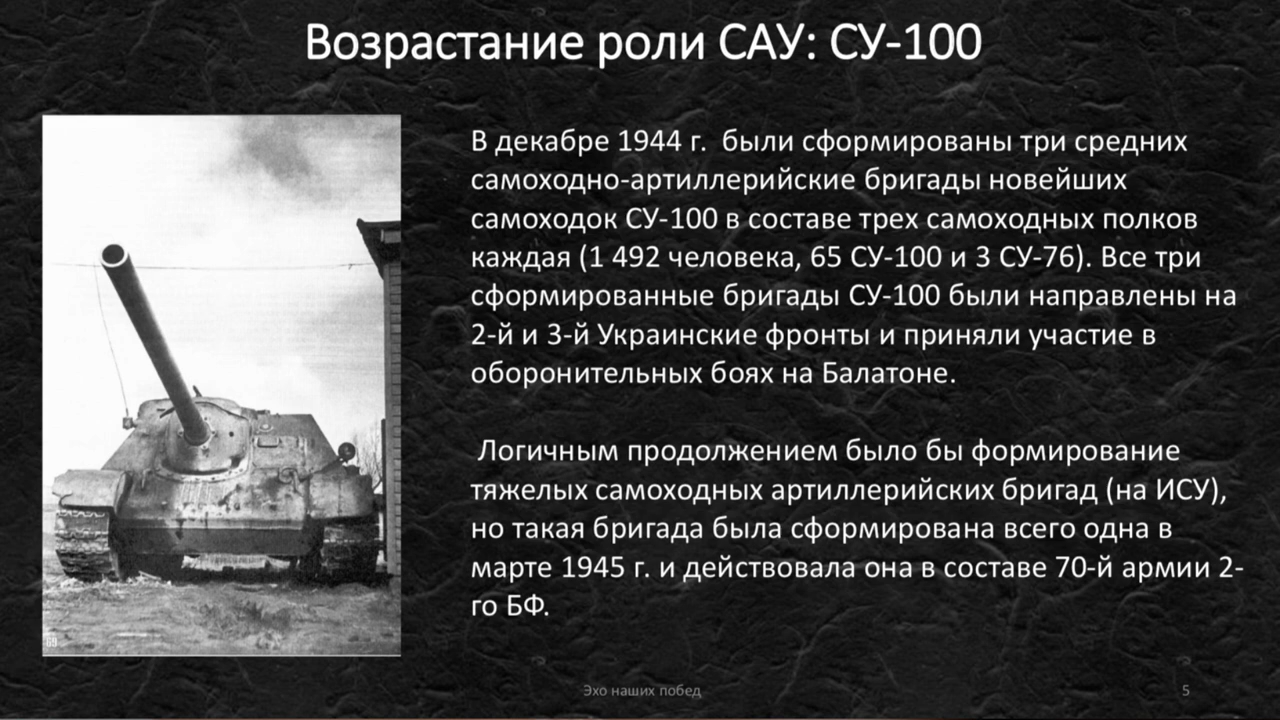 Возрастание роли САУ: СУ-100
В декабре 1944 г.  были сформированы три средних
самоходно-артиллерийские бригады новейших
самоходок СУ-100 в составе трех самоходных полков
каждая (1 492 человека, 65 СУ-100 и 3 СУ-76). Все три
сформированные бригады СУ-100 были направлены на
2-й и 3-й Украинские фронты и приняли участие в
оборонительных боях на Балатоне.
Логичным продолжением было бы формирование
тяжелых самоходных артиллерийских бригад (на ИСУ),
но такая бригада была сформирована всего одна в
марте 1945 г. и действовала она в составе 70-й армии 2-
го БФ.
Эхо наших побед
5